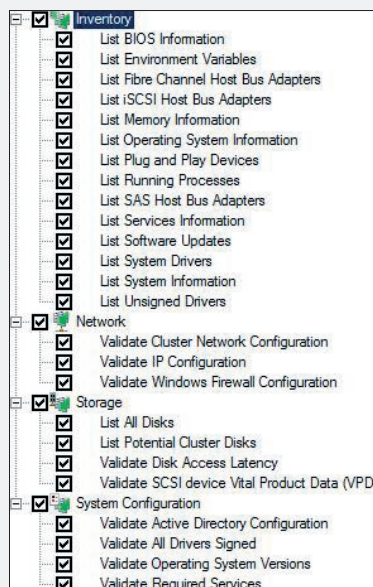 Inventory
List BIOS Information
List Environment Variables
List Fibre Channel Host Bus Adapters
List iSCSI Host Bus Adapters
List Memory Information
List Operating System Information
List Plug and Play Devices
List Running Processes
List SAS Host Bus Adapters
List Services Information
List Software Updates
List System Drivers
List System Information
List Unsigned Drivers
Network
Validate Cluster Network Configuration
Validate IP Configuration
Validate Windows Firewall Configuration
Storage
List All Disks
List Potential Cluster Disks
Validate Disk Access Latency
Validate SCSI device Vital Product Data (VPD
System Configuration
Validate Active Directory Configuration
Validate All Drivers Signed
Validate Operating System Versions
Validate Required Services